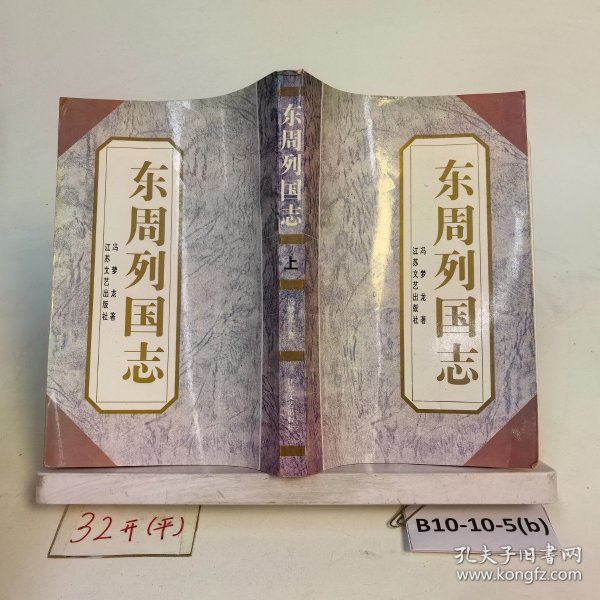 东周列国志
冯梦龙著
江苏文艺出版社
东周列国志
上
东周列国志
冯梦龙著
江苏文艺出版社
32开(平)
B10-10-5(b)
孔夫子旧书网
www.kongfz.com